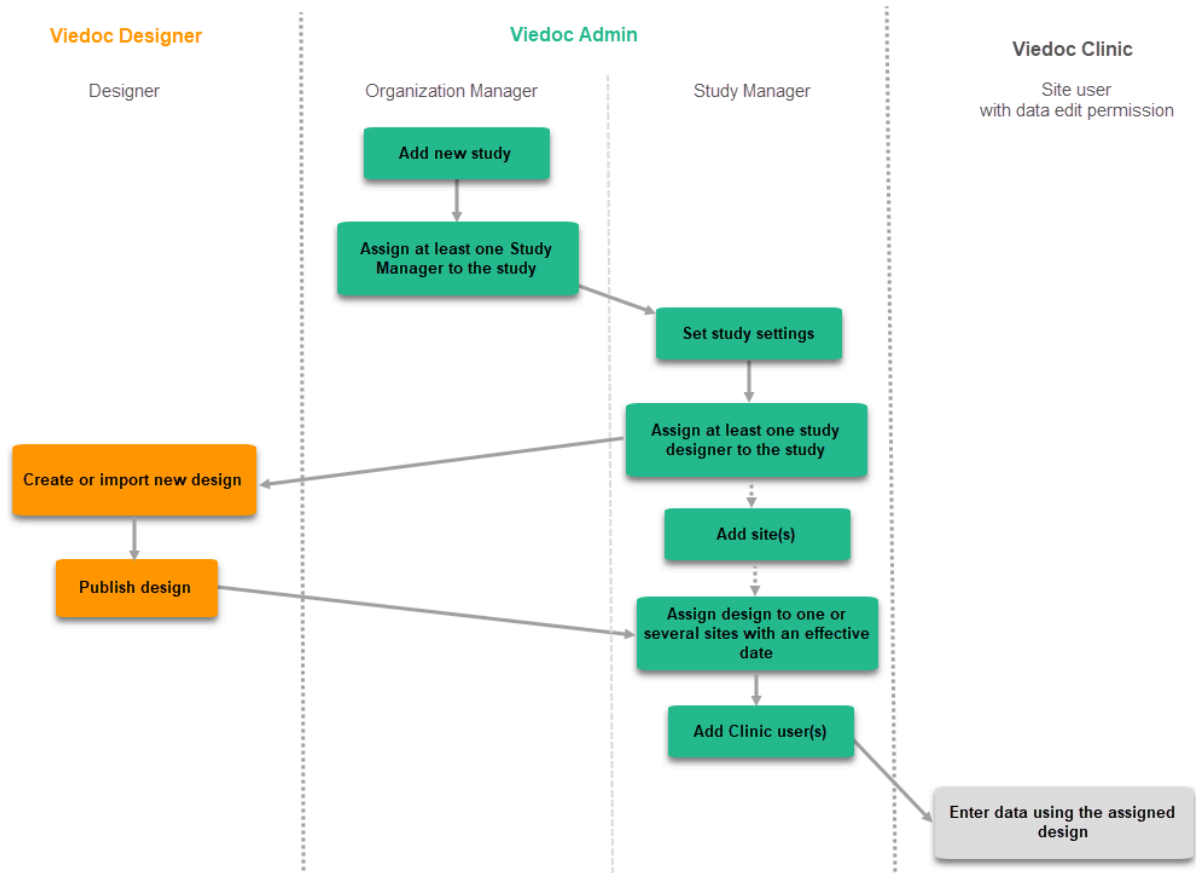 Viedoc Designer
Viedoc Admin
Viedoc Clinic
Designer
Organization Manager
Study Manager
Site user
with data edit permission
Add new study
Assign at least one Study
Manager to the study
Set study settings
Assign at least one study
designer to the study
Create or import new design
Add site(s)
Publish design
Assign design to one or
several sites with an effective
date
Add Clinic user(s)
Enter data using the assigned
design